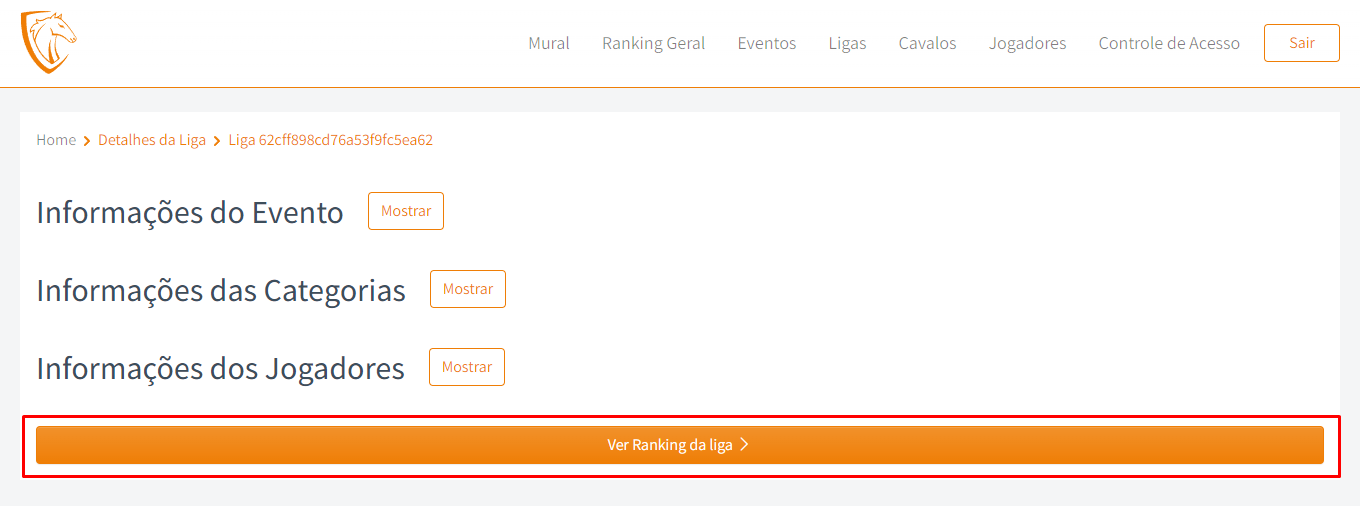 Mural Ranking Geral Eventos Ligas Cavalos Jogadores Controle de Acesso Sair
Home Detalhes da Liga Liga 62cff898cd76a53f9fc5ea62
Informações do Evento Mostrar
Informações das Categorias Mostrar
Informações dos Jogadores Mostrar
Ver Ranking da liga